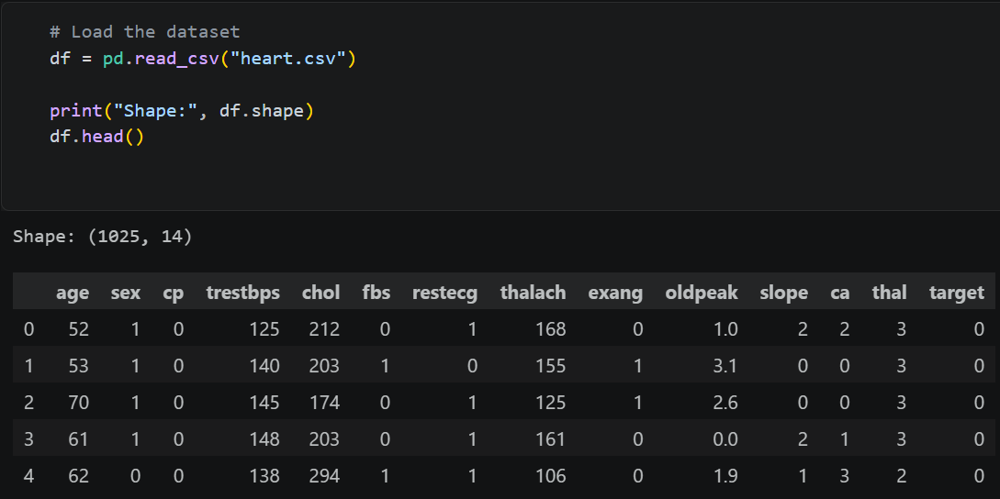 # Load the dataset
df = pd.read_csv("heart.csv")
print("Shape:", df.shape)
df.head()
Shape: (1025, 14)
age sex cp trestbps chol fbs restecg thalach exang oldpeak slope ca thal target
0 52 1 0 125 212 0 1 168 0 1.0 2 2 3 0
1 53 1 0 140 203 1 0 155 1 3.1 0 0 3 0
2 70 1 0 145 174 0 1 125 1 2.6 0 0 3 0
3 61 1 0 148 203 0 1 161 0 0.0 2 1 3 0
4 62 0 0 138 294 1 1 106 0 1.9 1 3 2 0